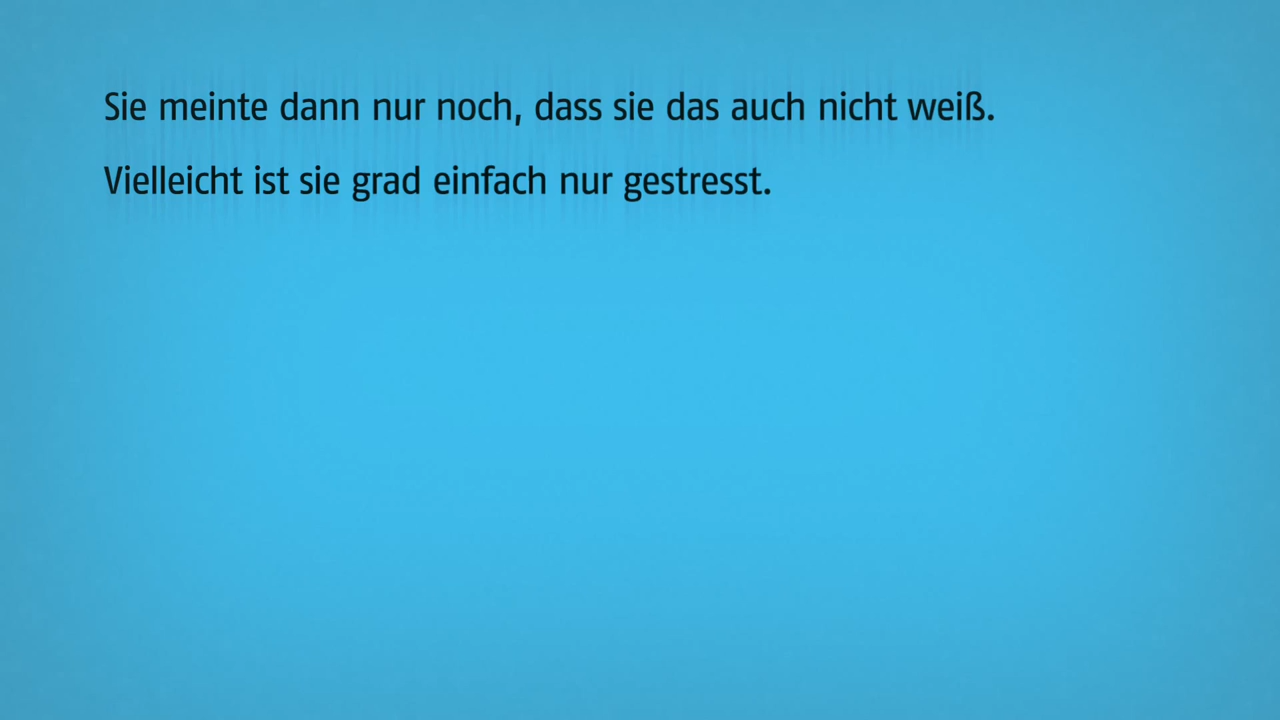 Sie meinte dann nur noch, dass sie das auch nicht weiß.
Vielleicht ist sie grad einfach nur gestresst.